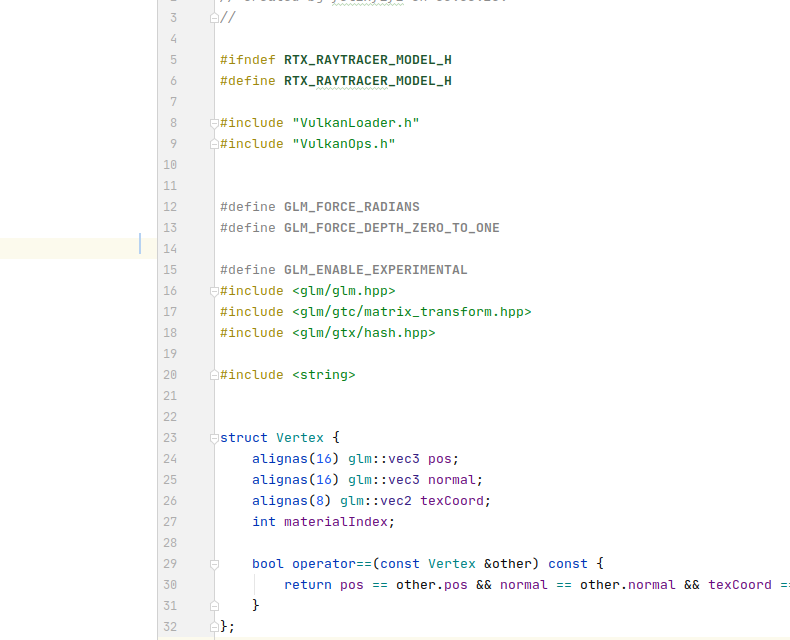 3 //
4
5 #ifndef RTX_RAYTRACER_MODEL_H
6 #define RTX_RAYTRACER_MODEL_H
7
8 #include "VulkanLoader.h"
9 #include "VulkanOps.h"
10
11
12 #define GLM_FORCE_RADIANS
13 #define GLM_FORCE_DEPTH_ZERO_TO_ONE
14
15 #define GLM_ENABLE_EXPERIMENTAL
16 #include <glm/glm.hpp>
17 #include <glm/gtc/matrix_transform.hpp>
18 #include <glm/gtx/hash.hpp>
19
20 #include <string>
21
22
23 struct Vertex {
24     alignas(16) glm::vec3 pos;
25     alignas(16) glm::vec3 normal;
26     alignas(8) glm::vec2 texCoord;
27     int materialIndex;
28
29     bool operator==(const Vertex &other) const {
30         return pos == other.pos && normal == other.normal && texCoord ==
31     }
32 };